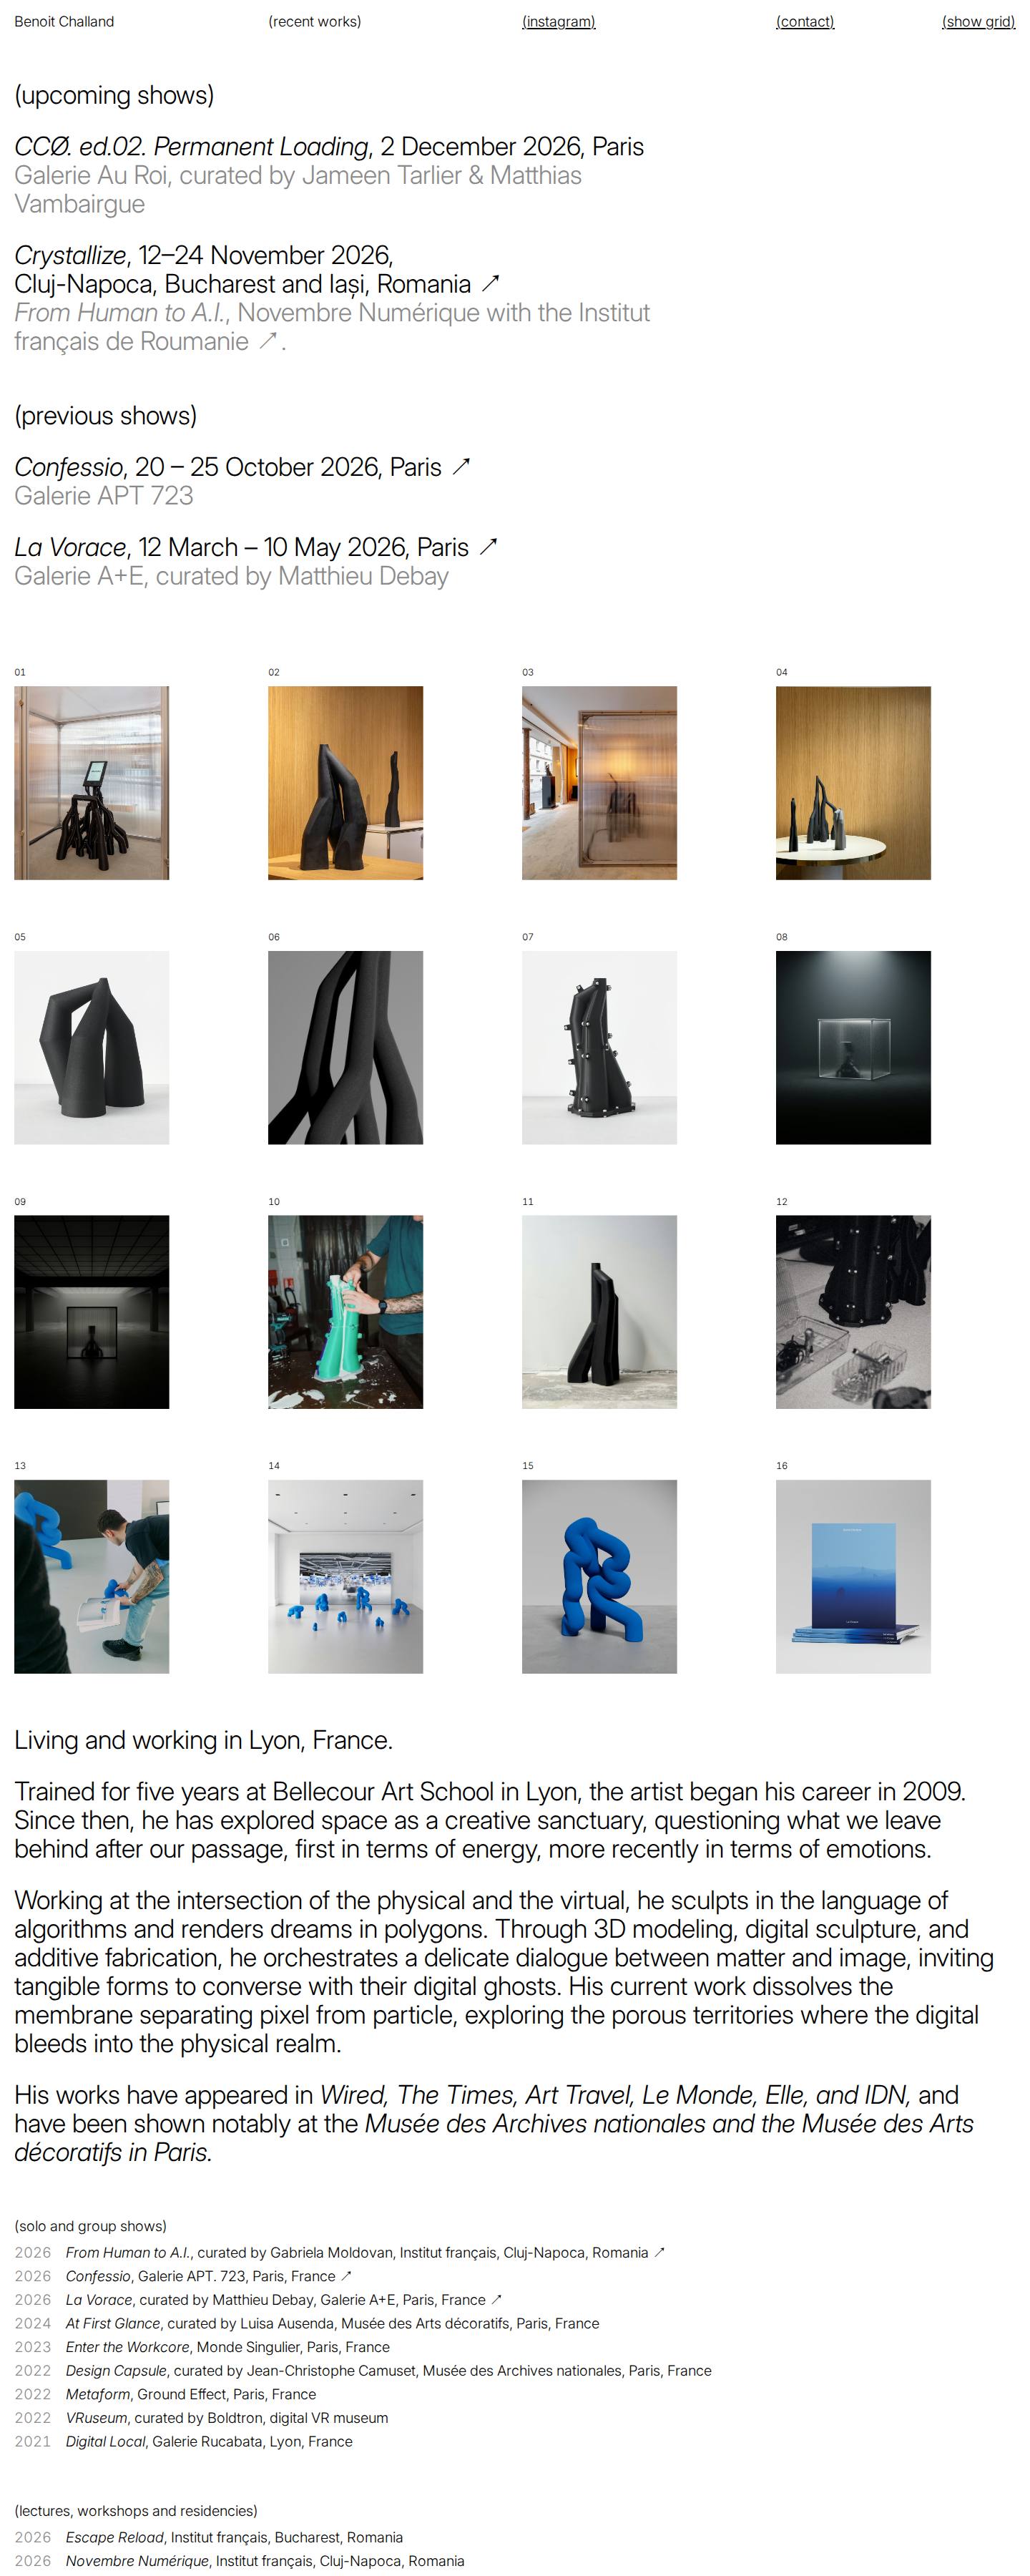 Benoit Challand
(recent works)
(instagram)
(contact)
(show grid)
(upcoming shows)
CCØ. ed.02. Permanent Loading, 2 December 2026, Paris
Galerie Au Roi, curated by Jameen Tarlier & Matthias
Vambairgue
Crystallize, 12–24 November 2026,
Cluj-Napoca, Bucharest and Iași, Romania ↗
From Human to A.I., Novembre Numérique with the Institut
français de Roumanie ↗.
(previous shows)
Confessio, 20 – 25 October 2026, Paris ↗
Galerie APT 723
La Vorace, 12 March – 10 May 2026, Paris ↗
Galerie A+E, curated by Matthieu Debay
01
02
03
04
05
06
07
08
09
10
11
12
13
14
15
16
Living and working in Lyon, France.
Trained for five years at Bellecour Art School in Lyon, the artist began his career in 2009.
Since then, he has explored space as a creative sanctuary, questioning what we leave
behind after our passage, first in terms of energy, more recently in terms of emotions.
Working at the intersection of the physical and the virtual, he sculpts in the language of
algorithms and renders dreams in polygons. Through 3D modeling, digital sculpture, and
additive fabrication, he orchestrates a delicate dialogue between matter and image, inviting
tangible forms to converse with their digital ghosts. His current work dissolves the
membrane separating pixel from particle, exploring the porous territories where the digital
bleeds into the physical realm.
His works have appeared in Wired, The Times, Art Travel, Le Monde, Elle, and IDN, and
have been shown notably at the Musée des Archives nationales and the Musée des Arts
décoratifs in Paris.
(solo and group shows)
2026 From Human to A.I., curated by Gabriela Moldovan, Institut français, Cluj-Napoca, Romania ↗
2026 Confessio, Galerie APT. 723, Paris, France ↗
2026 La Vorace, curated by Matthieu Debay, Galerie A+E, Paris, France ↗
2024 At First Glance, curated by Luisa Ausenda, Musée des Arts décoratifs, Paris, France
2023 Enter the Workcore, Monde Singulier, Paris, France
2022 Design Capsule, curated by Jean-Christophe Camuset, Musée des Archives nationales, Paris, France
2022 Metaform, Ground Effect, Paris, France
2022 VRuseum, curated by Boldtron, digital VR museum
2021 Digital Local, Galerie Rucabata, Lyon, France
(lectures, workshops and residencies)
2026 Escape Reload, Institut français, Bucharest, Romania
2026 Novembre Numérique, Institut français, Cluj-Napoca, Romania